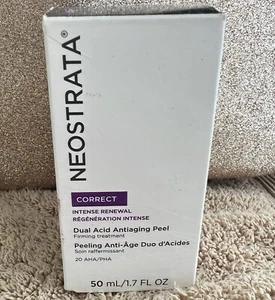 NEOSTRATA®
CORRECT
INTENSE RENEWAL
RÉGÉNÉRATION INTENSE
Dual Acid Antiaging Peel
Firming treatment
Peeling Anti-Âge Duo d'Acides
Soin raffermissant
20 AHA/PHA
50 mL/1.7 FL OZ